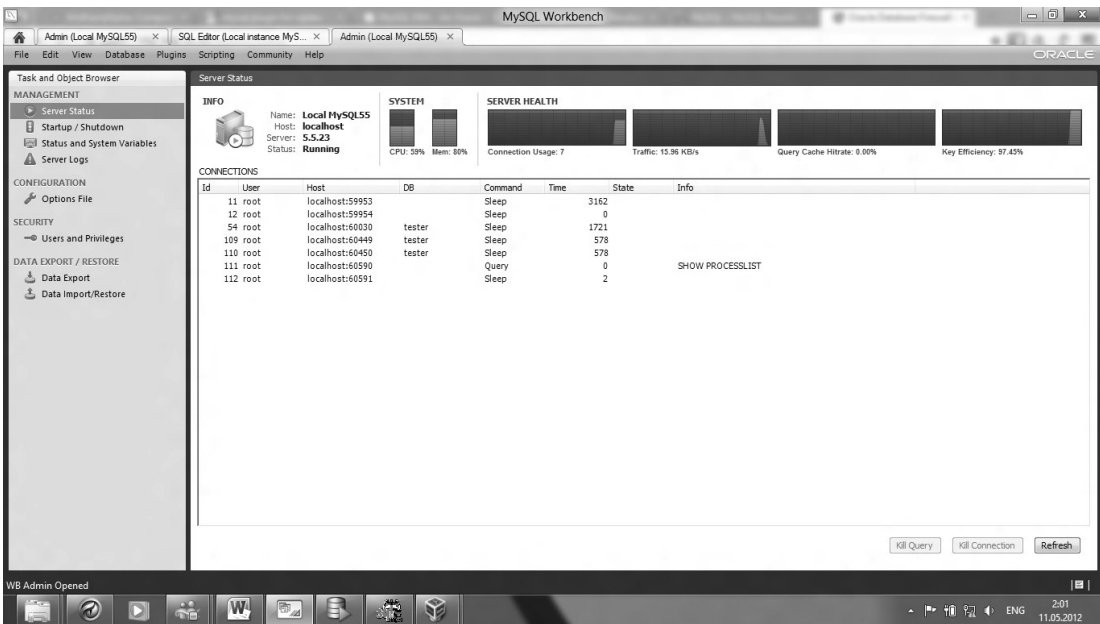 MySQL Workbench
Admin (Local MySQL55) × SQL Editor (Local instance MyS... × Admin (Local MySQL55) ×
File Edit View Database Plugins Scripting Community Help
ORACLE
Task and Object Browser
MANAGEMENT
Server Status
Startup / Shutdown
Status and System Variables
Server Logs
CONFIGURATION
Options File
SECURITY
Users and Privileges
DATA EXPORT / RESTORE
Data Export
Data Import/Restore
Server Status
INFO
Name: Local MySQL55
Host: localhost
Server: 5.5.23
Status: Running
SYSTEM
CPU: 59% Mem: 80%
SERVER HEALTH
Connection Usage: 7 Traffic: 15.96 KB/s Query Cache Hitrate: 0.00% Key Efficiency: 97.45%
CONNECTIONS
Id User Host DB Command Time State Info
11 root localhost:59953 Sleep 3162
12 root localhost:59954 Sleep 0
54 root localhost:60030 tester Sleep 1721
109 root localhost:60449 tester Sleep 578
110 root localhost:60450 tester Sleep 578
111 root localhost:60590 Query 0 SHOW PROCESSLIST
112 root localhost:60591 Sleep 2
Kill Query Kill Connection Refresh
WB Admin Opened
ENG
2:01
11.05.2012